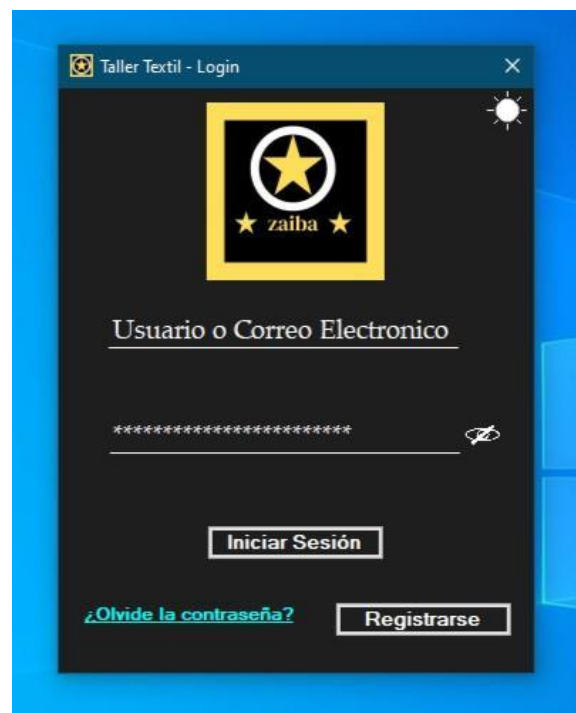 Taller Textil - Login
zaiba
Usuario o Correo Electronico
************************
Iniciar Sesión
¿Olvide la contraseña?
Registrarse